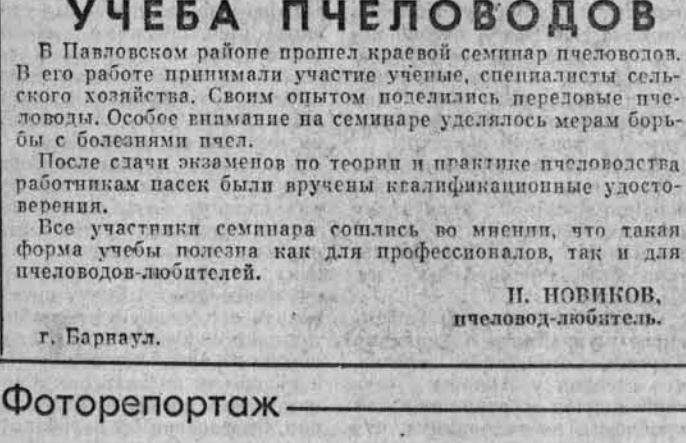 УЧЕБА ПЧЕЛОВОДОВ
В Павловском районе прошел краевой семинар пчеловодов.
В его работе принимали участие ученые, специалисты сель-
ского хозяйства. Своим опытом поделились передовые пче-
ловоды. Особое внимание на семинаре уделялось мерам борь-
бы с болезнями пчел.
После сдачи экзаменов по теории и практике пчеловодства
работникам пасек были вручены квалификационные удосто-
верения.
Все участники семинара сошлись во мнении, что такая
форма учебы полезна как для профессионалов, так и для
пчеловодов-любителей.
НОВИКОВ,
пчеловод-любитель.
г. Барнаул.
Фоторепортаж